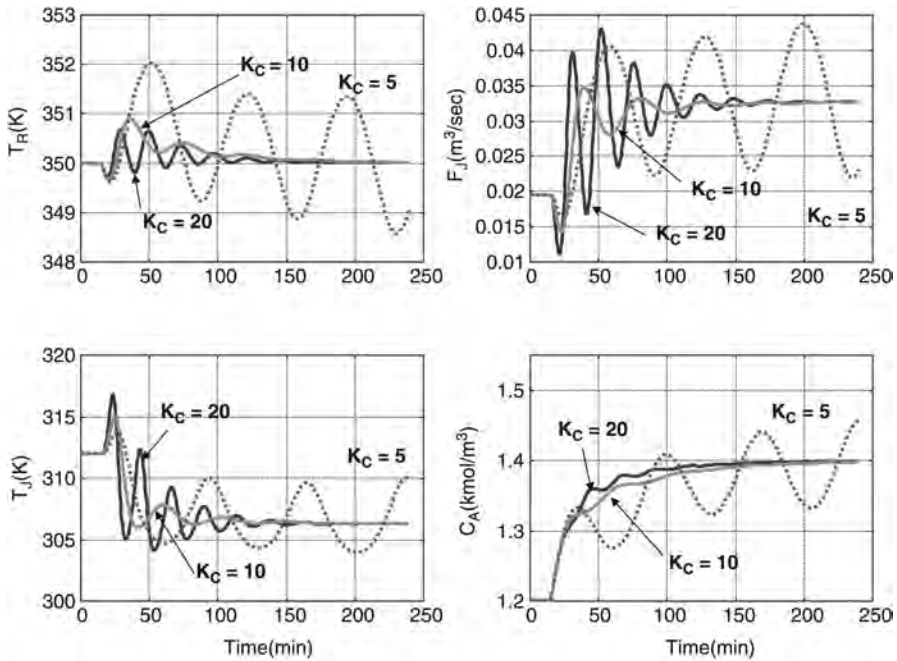 T_R(K)
353
352
351
350
349
348
K_C = 10
K_C = 5
K_C = 20
0 50 100 150 200 250
F_J(m³/sec)
0.045
0.04
0.035
0.03
0.025
0.02
0.015
0.01
K_C = 10
K_C = 5
K_C = 20
0 50 100 150 200 250
T_J(K)
320
315
310
305
300
K_C = 20
K_C = 5
K_C = 10
0 50 100 150 200 250
Time(min)
C_A(kmol/m³)
1.5
1.4
1.3
1.2
K_C = 5
K_C = 20
K_C = 10
0 50 100 150 200 250
Time(min)